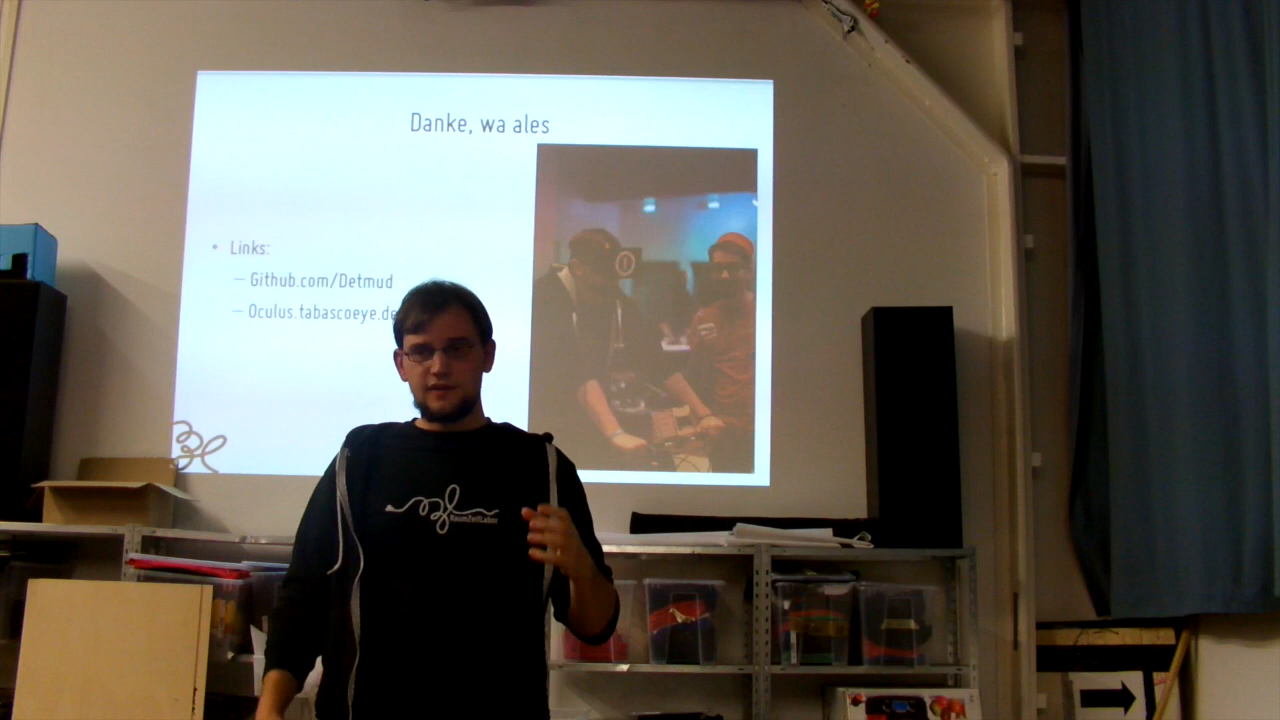 Danke, wa ales
• Links:
– Github.com/Detmud
– Oculus.tabascoeye.de
RaumZeitLabor